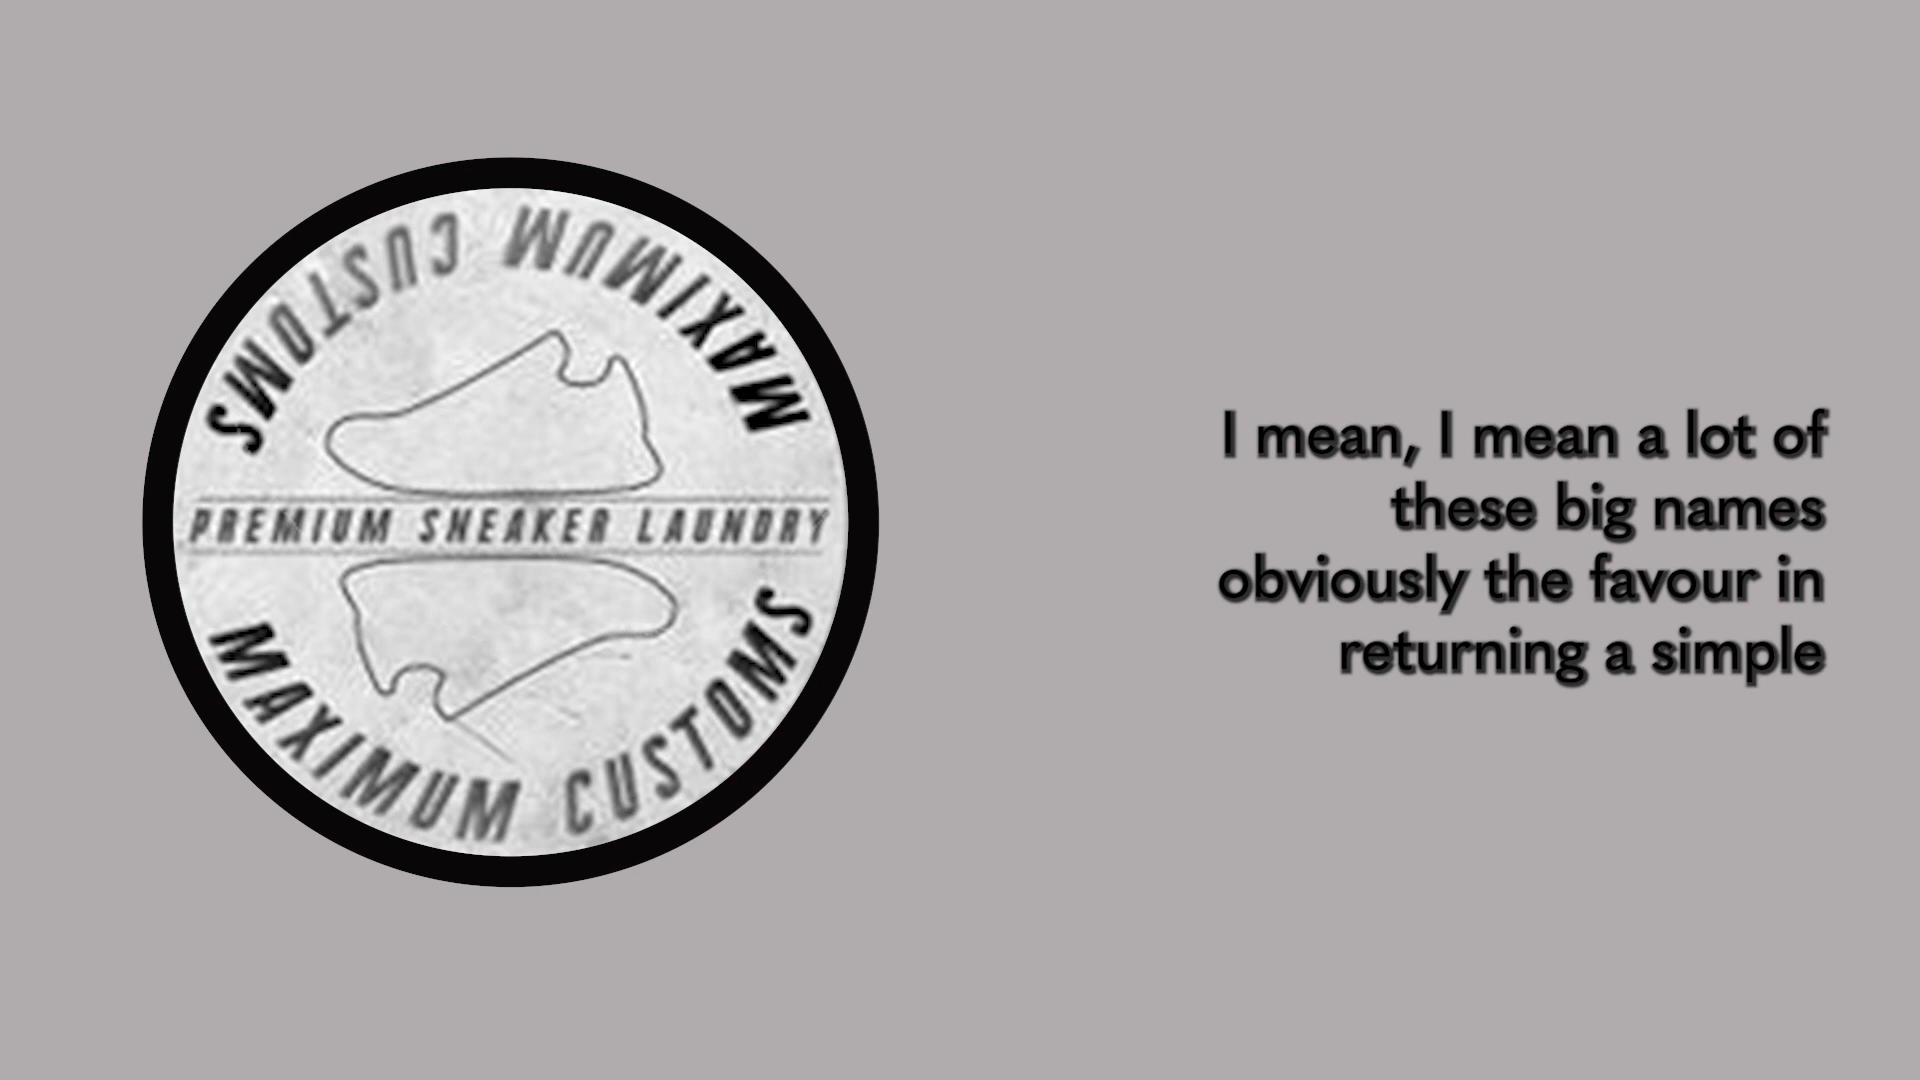 MAXIMUM CUSTOMS
PREMIUM SNEAKER LAUNDRY
MAXIMUM CUSTOMS
I mean, I mean a lot of
these big names
obviously the favour in
returning a simple